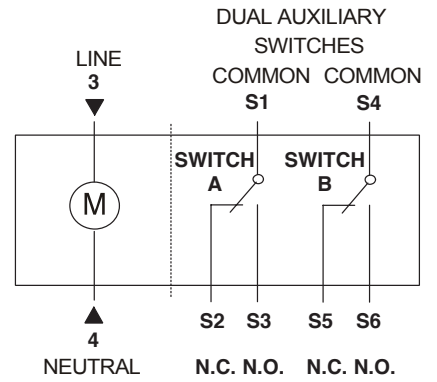 DUAL AUXILIARY
SWITCHES
LINE
COMMON COMMON
3
S1 S4
SWITCH SWITCH
A B
M
4
S2 S3 S5 S6
NEUTRAL
N.C. N.O. N.C. N.O.